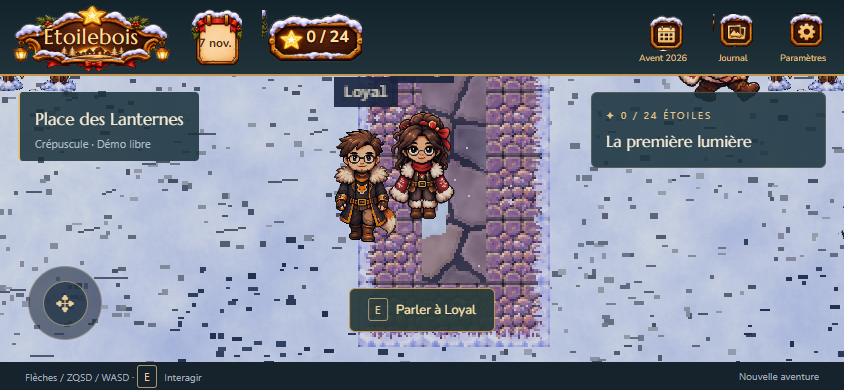 Étoilebois
7 nov.
0 / 24
Avent 2026
Journal
Paramètres
Loyal
Place des Lanternes
Crépuscule · Démo libre
✦ 0 / 24 ÉTOILES
La première lumière
E Parler à Loyal
Flèches / ZQSD / WASD · E Interagir
Nouvelle aventure